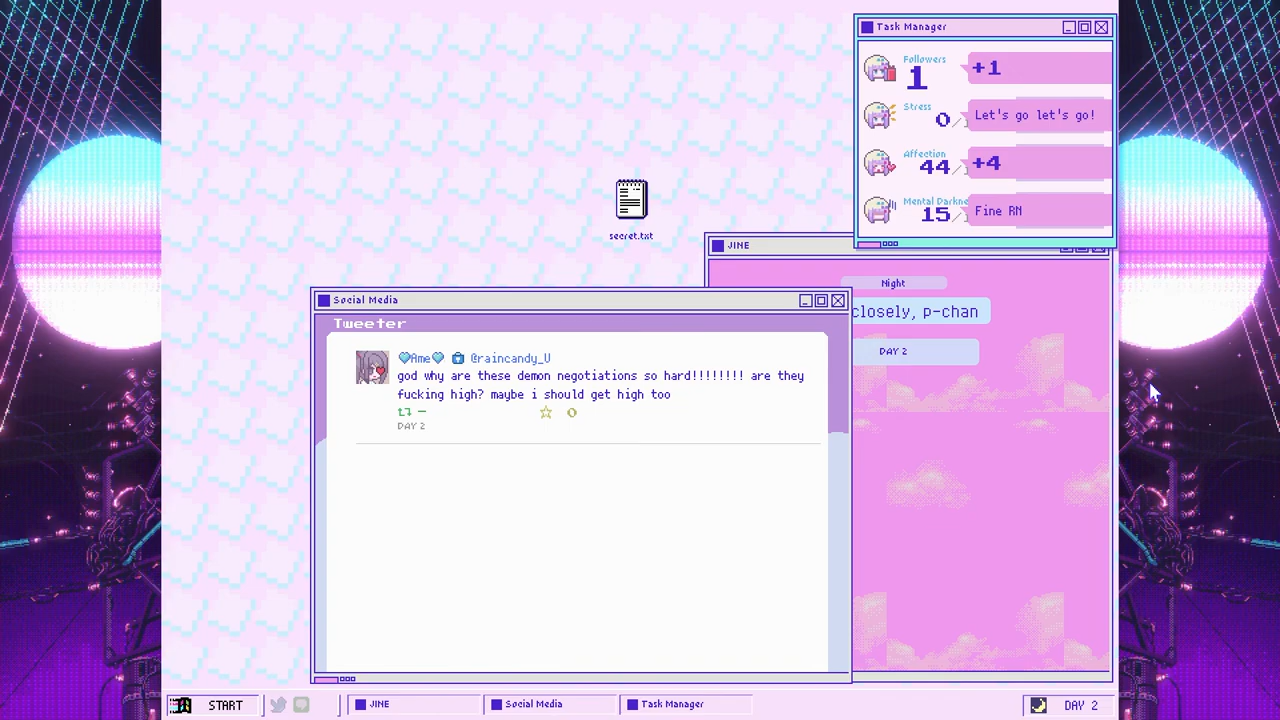 Task Manager
Followers
1
+1
Stress
0/
Let's go let's go!
Affection
44/
+4
Mental Darkne
15/
Fine RN
secret.txt
JINE
Night
closely, p-chan
DAY 2
Social Media
Tweeter
Ame @raincandy_U
god why are these demon negotiations so hard!!!!!!!! are they
fucking high? maybe i should get high too
0
DAY 2
START
JINE
Social Media
Task Manager
DAY 2